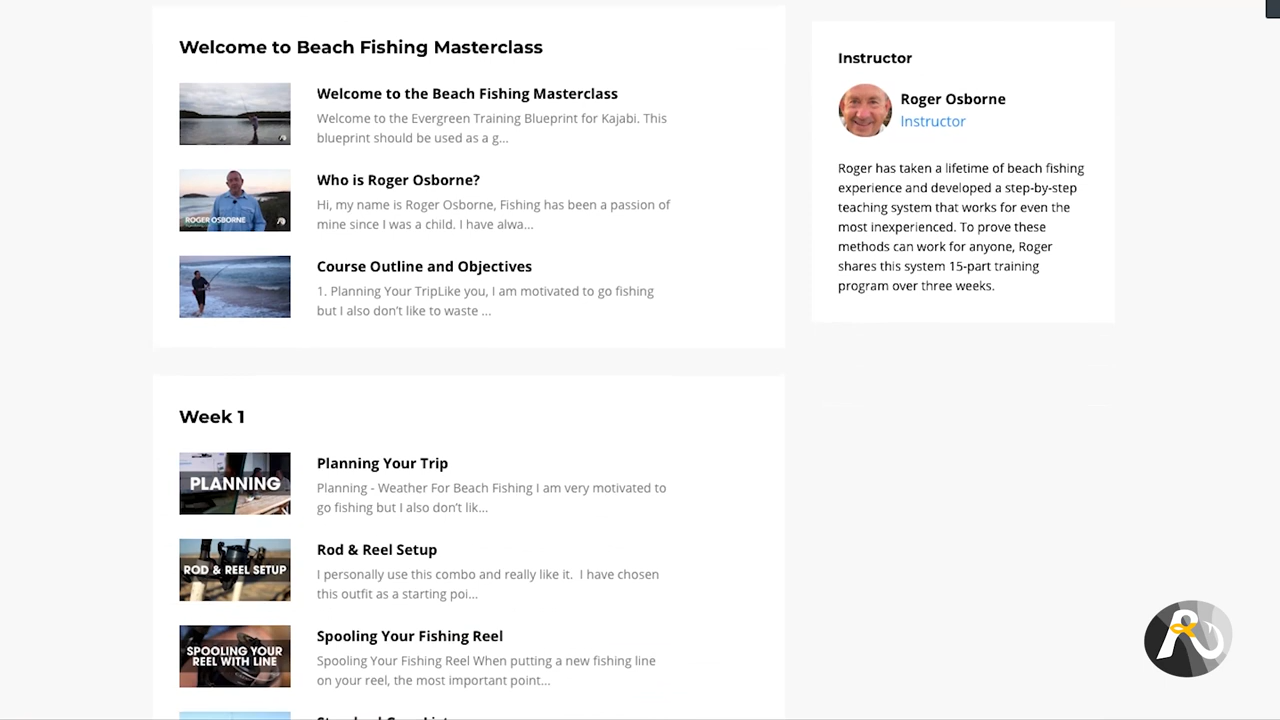 Welcome to Beach Fishing Masterclass
Welcome to the Beach Fishing Masterclass
Welcome to the Evergreen Training Blueprint for Kajabi. This
blueprint should be used as a g...
ROGER OSBORNE
Who is Roger Osborne?
Hi, my name is Roger Osborne, Fishing has been a passion of
mine since I was a child. I have alwa...
Course Outline and Objectives
1. Planning Your TripLike you, I am motivated to go fishing
but I also don't like to waste ...
Week 1
PLANNING
Planning Your Trip
Planning - Weather For Beach Fishing I am very motivated to
go fishing but I also don't lik...
ROD & REEL SETUP
Rod & Reel Setup
I personally use this combo and really like it.  I have chosen
this outfit as a starting poi...
SPOOLING YOUR
REEL WITH LINE
Spooling Your Fishing Reel
Spooling Your Fishing Reel When putting a new fishing line
on your reel, the most important point...
Instructor
Roger Osborne
Instructor
Roger has taken a lifetime of beach fishing
experience and developed a step-by-step
teaching system that works for even the
most inexperienced. To prove these
methods can work for anyone, Roger
shares this system 15-part training
program over three weeks.